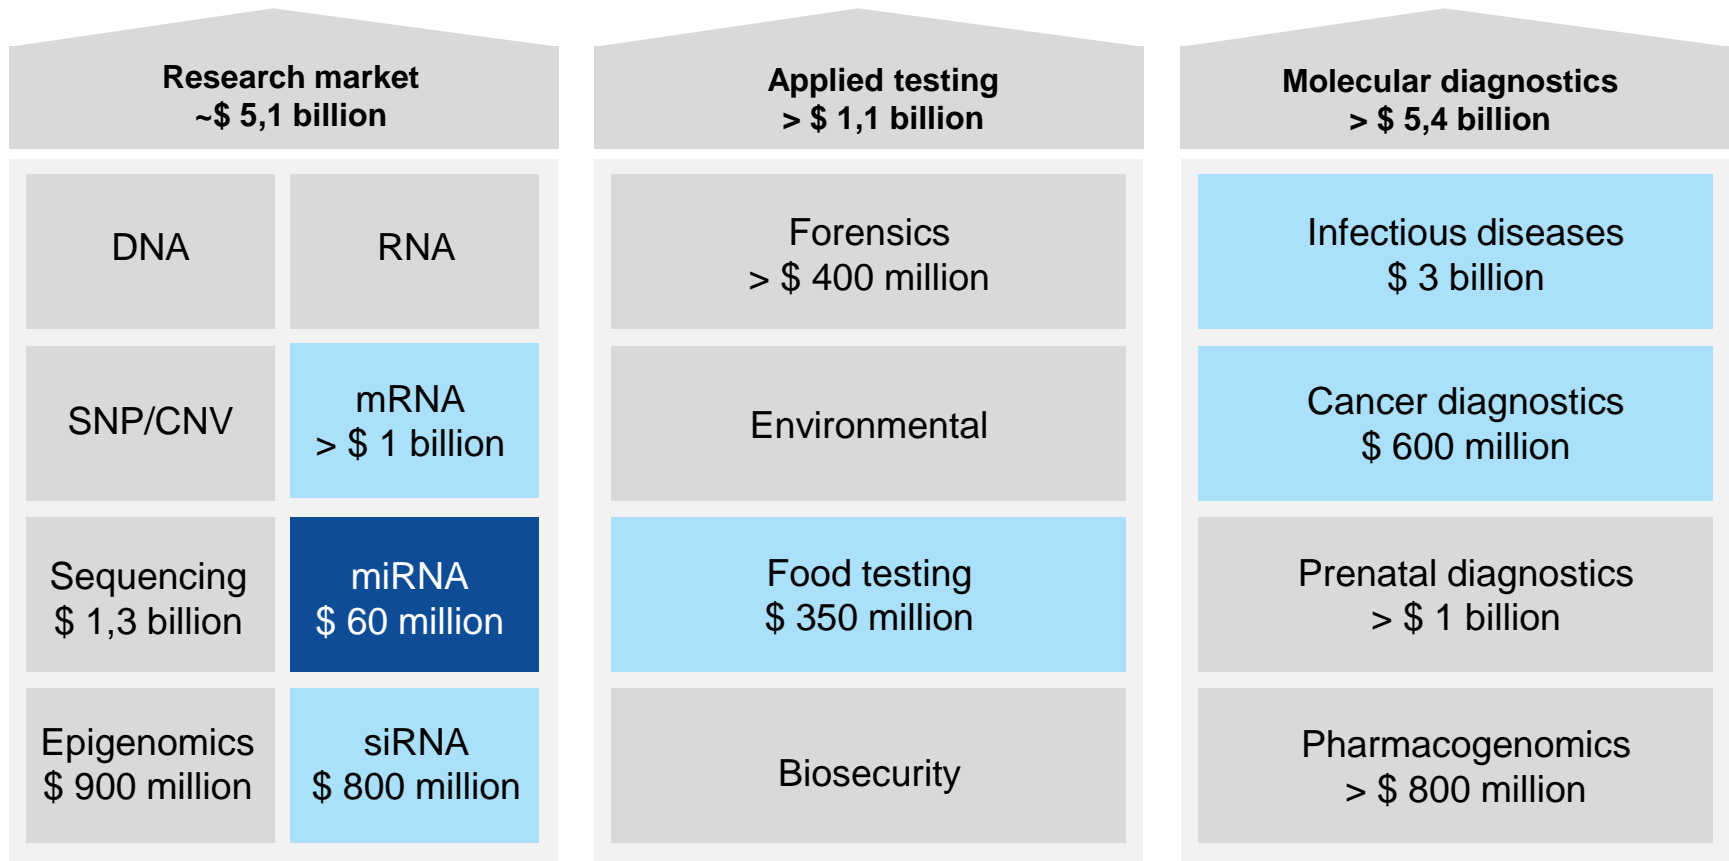 Research market
~$ 5,1 billion
DNA
RNA
SNP/CNV
mRNA
> $ 1 billion
Sequencing
$ 1,3 billion
miRNA
$ 60 million
Epigenomics
$ 900 million
siRNA
$ 800 million
Applied testing
> $ 1,1 billion
Forensics
> $ 400 million
Environmental
Food testing
$ 350 million
Biosecurity
Molecular diagnostics
> $ 5,4 billion
Infectious diseases
$ 3 billion
Cancer diagnostics
$ 600 million
Prenatal diagnostics
> $ 1 billion
Pharmacogenomics
> $ 800 million